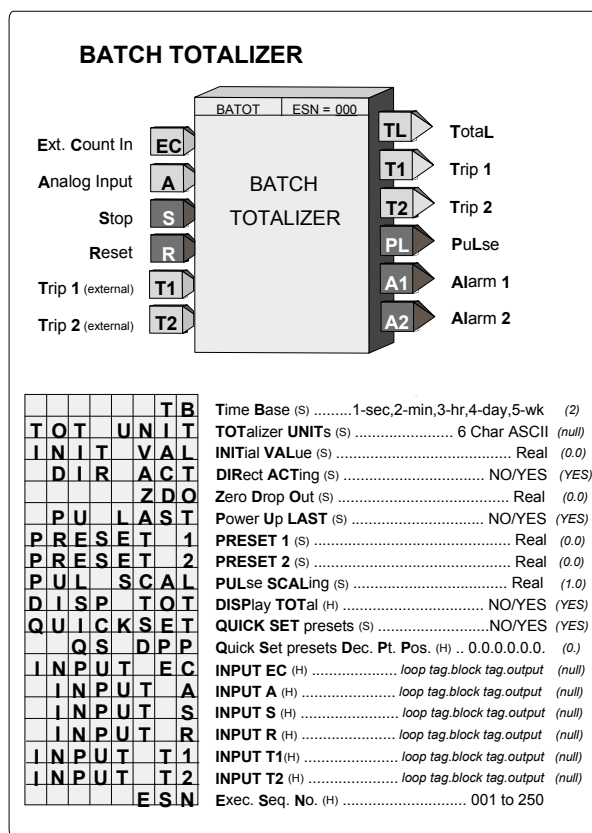 BATCH TOTALIZER
BATOT ESN = 000
BATCH
TOTALIZER
Ext. Count In EC
Analog Input A
Stop S
Reset R
Trip 1 (external) T1
Trip 2 (external) T2
TL TotaL
T1 Trip 1
T2 Trip 2
PL PuLse
A1 Alarm 1
A2 Alarm 2
TB Time Base (S) .........1-sec,2-min,3-hr,4-day,5-wk (2)
TOT UNIT TOTalizer UNITs (S) ...................... 6 Char ASCII (null)
INIT VAL INITial VALue (S) ..................................... Real (0.0)
DIR ACT DIRect ACTing (S) ............................ NO/YES (YES)
ZDO Zero Drop Out (S) ..................................... Real (0.0)
PU LAST Power Up LAST (S) .......................... NO/YES (YES)
PRESET 1 PRESET 1 (S) .......................................... Real (0.0)
PRESET 2 PRESET 2 (S) .......................................... Real (0.0)
PUL SCAL PULse SCALing (S) ................................. Real (1.0)
DISP TOT DISPlay TOTal (H) ............................ NO/YES (YES)
QUICKSET QUICK SET presets (S) ................... NO/YES (YES)
QS DPP Quick Set presets Dec. Pt. Pos. (H) .. 0.0.0.0.0.0. (0.)
INPUT EC INPUT EC (H) .................... loop tag.block tag.output (null)
INPUT A INPUT A (H) ...................... loop tag.block tag.output (null)
INPUT S INPUT S (H) ...................... loop tag.block tag.output (null)
INPUT R INPUT R (H) ...................... loop tag.block tag.output (null)
INPUT T1 INPUT T1(H) ..................... loop tag.block tag.output (null)
INPUT T2 INPUT T2 (H) .................... loop tag.block tag.output (null)
ESN Exec. Seq. No. (H) ............................ 001 to 250